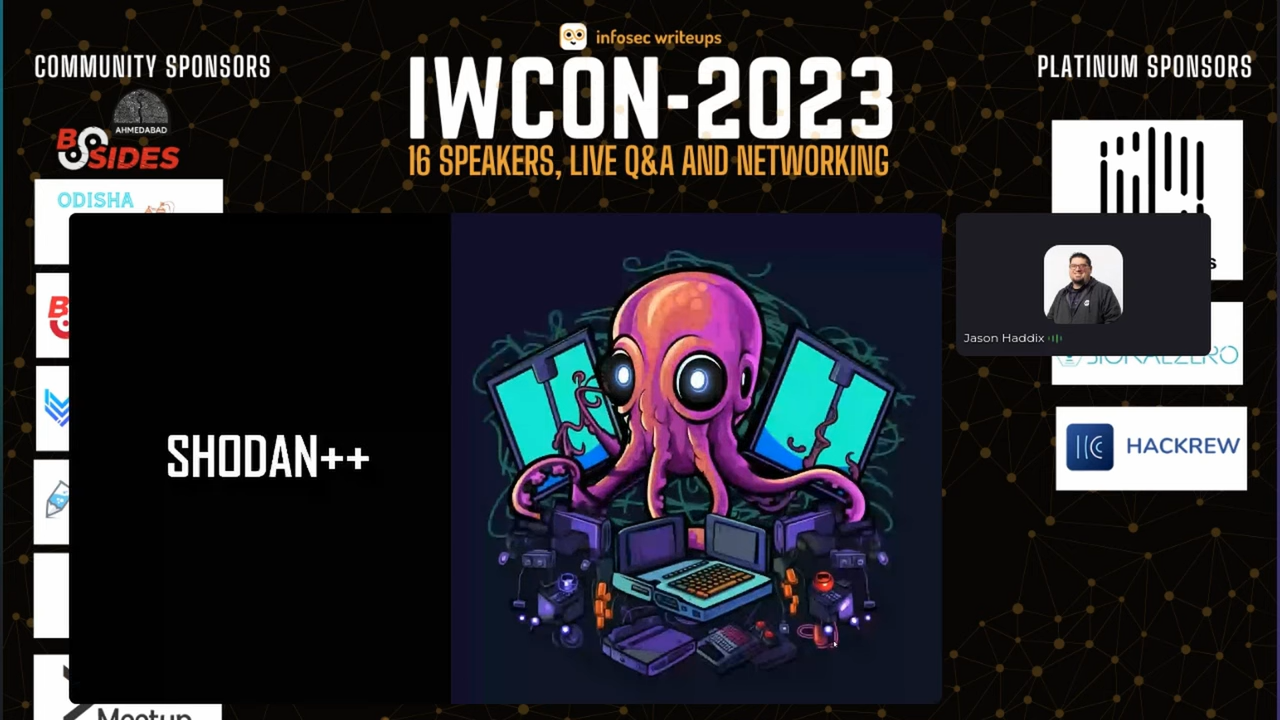 infosec writeups
IWCON-2023
16 SPEAKERS, LIVE Q&A AND NETWORKING
COMMUNITY SPONSORS
AHMEDABAD
BSIDES
ODISHA
SHODAN++
Jason Haddix
PLATINUM SPONSORS
HACKREW
Meetup